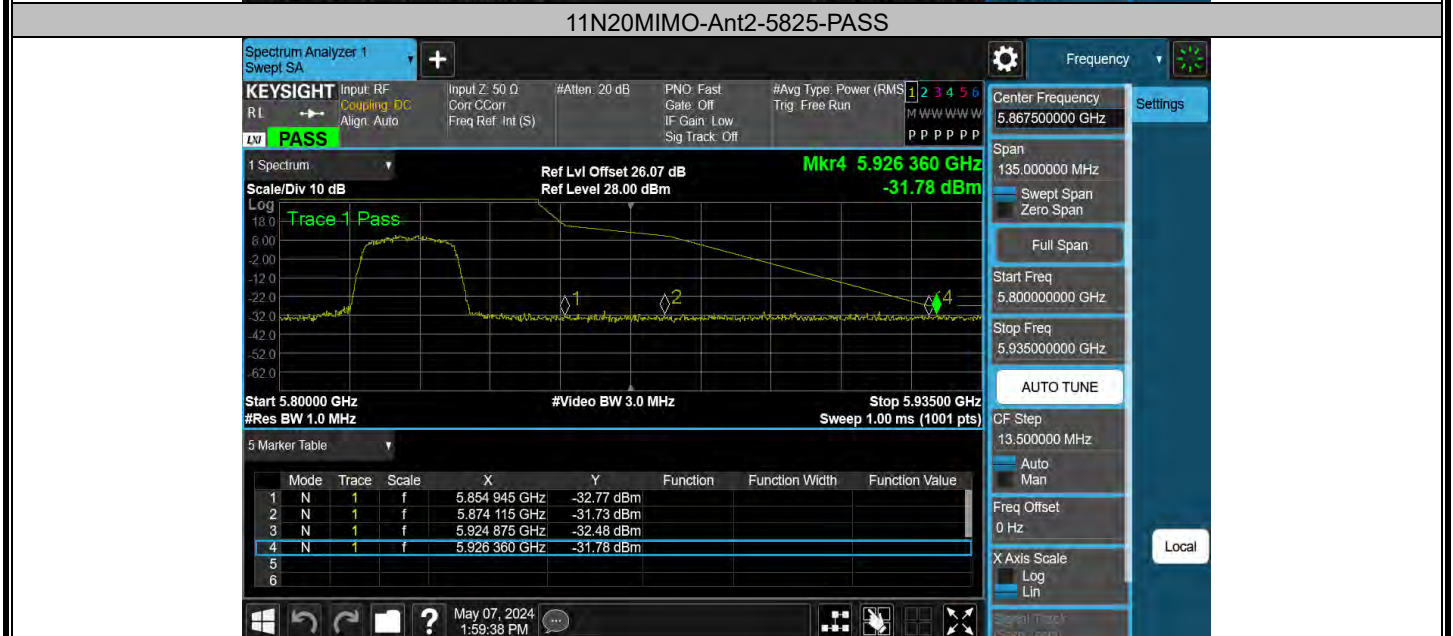 11N20MIMO-Ant2-5825-PASS
Spectrum Analyzer 1
Swept SA
+
Frequency
KEYSIGHT
Input: RF
Coupling: DC
Align: Auto
Input Z: 50 Ω
Corr CCorr
Freq Ref: Int (S)
#Atten: 20 dB
PNO: Fast
Gate: Off
IF Gain: Low
Sig Track: Off
#Avg Type: Power (RMS
Trig: Free Run
1 2 3 4 5 6
M W W W W W
P P P P P P
RL
LXI
PASS
1 Spectrum
Scale/Div 10 dB
Ref Lvl Offset 26.07 dB
Ref Level 28.00 dBm
Mkr4 5.926 360 GHz
-31.78 dBm
Log
Trace 1 Pass
18.0
8.00
-2.00
-12.0
-22.0
-32.0
-42.0
-52.0
-62.0
1
2
4
Start 5.80000 GHz
#Video BW 3.0 MHz
Stop 5.93500 GHz
#Res BW 1.0 MHz
Sweep 1.00 ms (1001 pts)
5 Marker Table
Mode Trace Scale X Y Function Function Width Function Value
1 N 1 f 5.854 945 GHz -32.77 dBm
2 N 1 f 5.874 115 GHz -31.73 dBm
3 N 1 f 5.924 875 GHz -32.48 dBm
4 N 1 f 5.926 360 GHz -31.78 dBm
5
6
Center Frequency
5.867500000 GHz
Settings
Span
135.000000 MHz
Swept Span
Zero Span
Full Span
Start Freq
5.800000000 GHz
Stop Freq
5.935000000 GHz
AUTO TUNE
CF Step
13.500000 MHz
Auto
Man
Freq Offset
0 Hz
X Axis Scale
Log
Lin
Local
Signal Track
?
May 07, 2024
1:59:38 PM